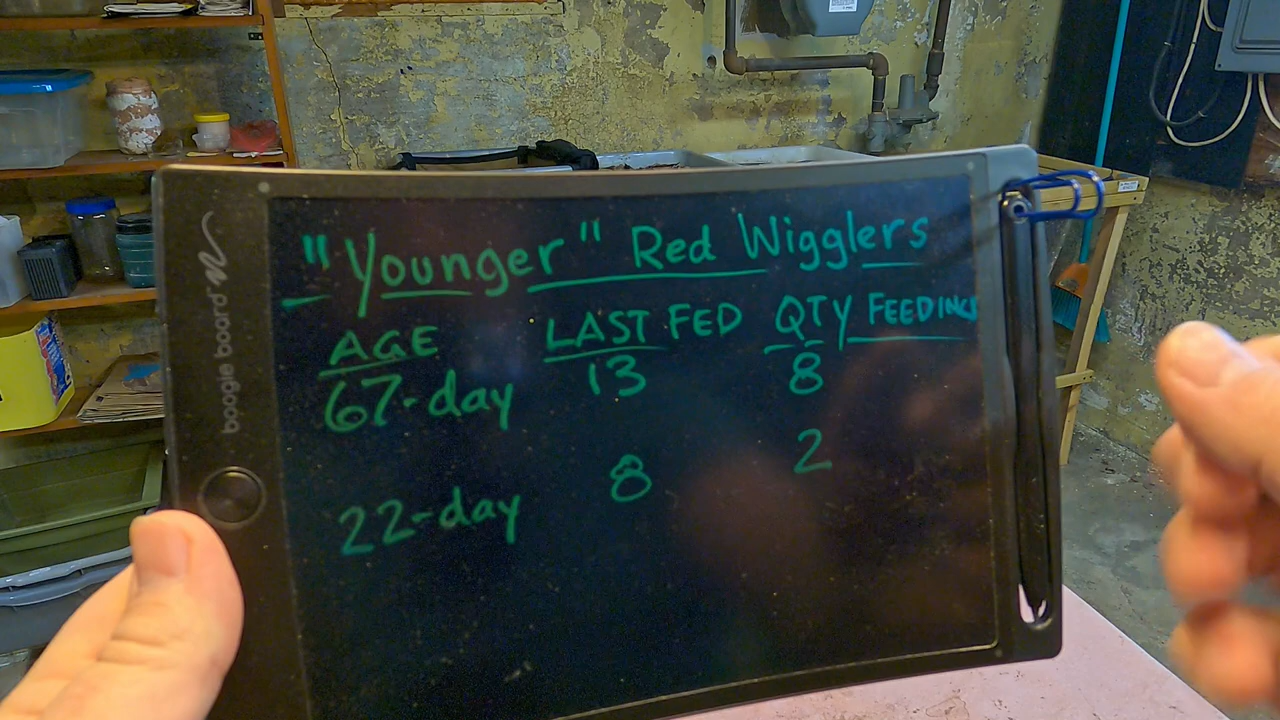 "Younger" Red Wigglers
AGE LAST FED QTY FEEDINGS
67-day 13 8
22-day 8 2
boogie board